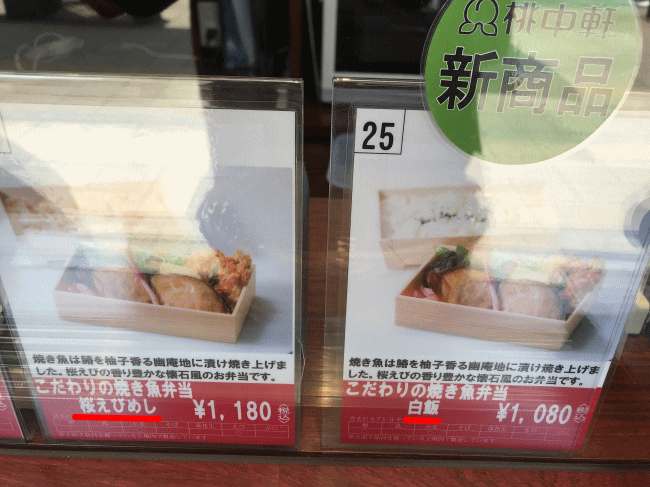 桃中軒
新商品
焼き魚は鰆を柚子香る幽庵地に漬け焼き上げま
した。桜えびの香り豊かな懐石風のお弁当です。
こだわりの焼き魚弁当
桜えびめし
¥1,180
税込
25
焼き魚は鰆を柚子香る幽庵地に漬け焼き上げま
した。桜えびの香り豊かな懐石風のお弁当です。
こだわりの焼き魚弁当
白飯
¥1,080
税込